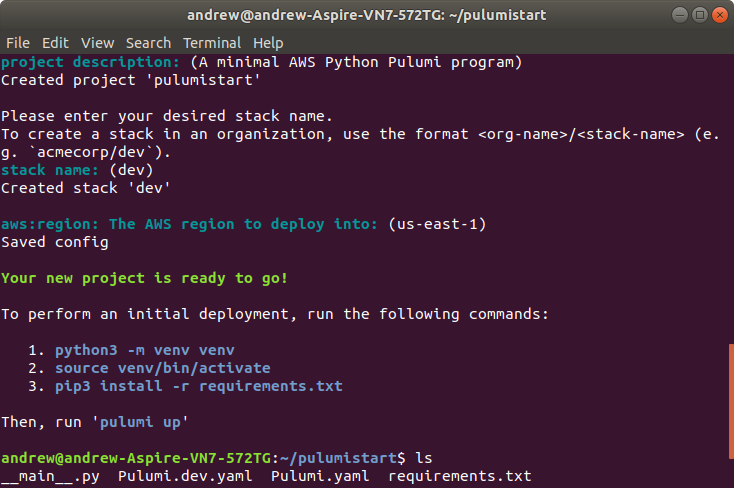 andrew@andrew-Aspire-VN7-572TG: ~/pulumistart
File Edit View Search Terminal Help
project description: (A minimal AWS Python Pulumi program)
Created project 'pulumistart'
Please enter your desired stack name.
To create a stack in an organization, use the format <org-name>/<stack-name> (e.
g. `acmecorp/dev`).
stack name: (dev)
Created stack 'dev'
aws:region: The AWS region to deploy into: (us-east-1)
Saved config
Your new project is ready to go!
To perform an initial deployment, run the following commands:
1. python3 -m venv venv
2. source venv/bin/activate
3. pip3 install -r requirements.txt
Then, run 'pulumi up'
andrew@andrew-Aspire-VN7-572TG:~/pulumistart$ ls
__main__.py  Pulumi.dev.yaml  Pulumi.yaml  requirements.txt